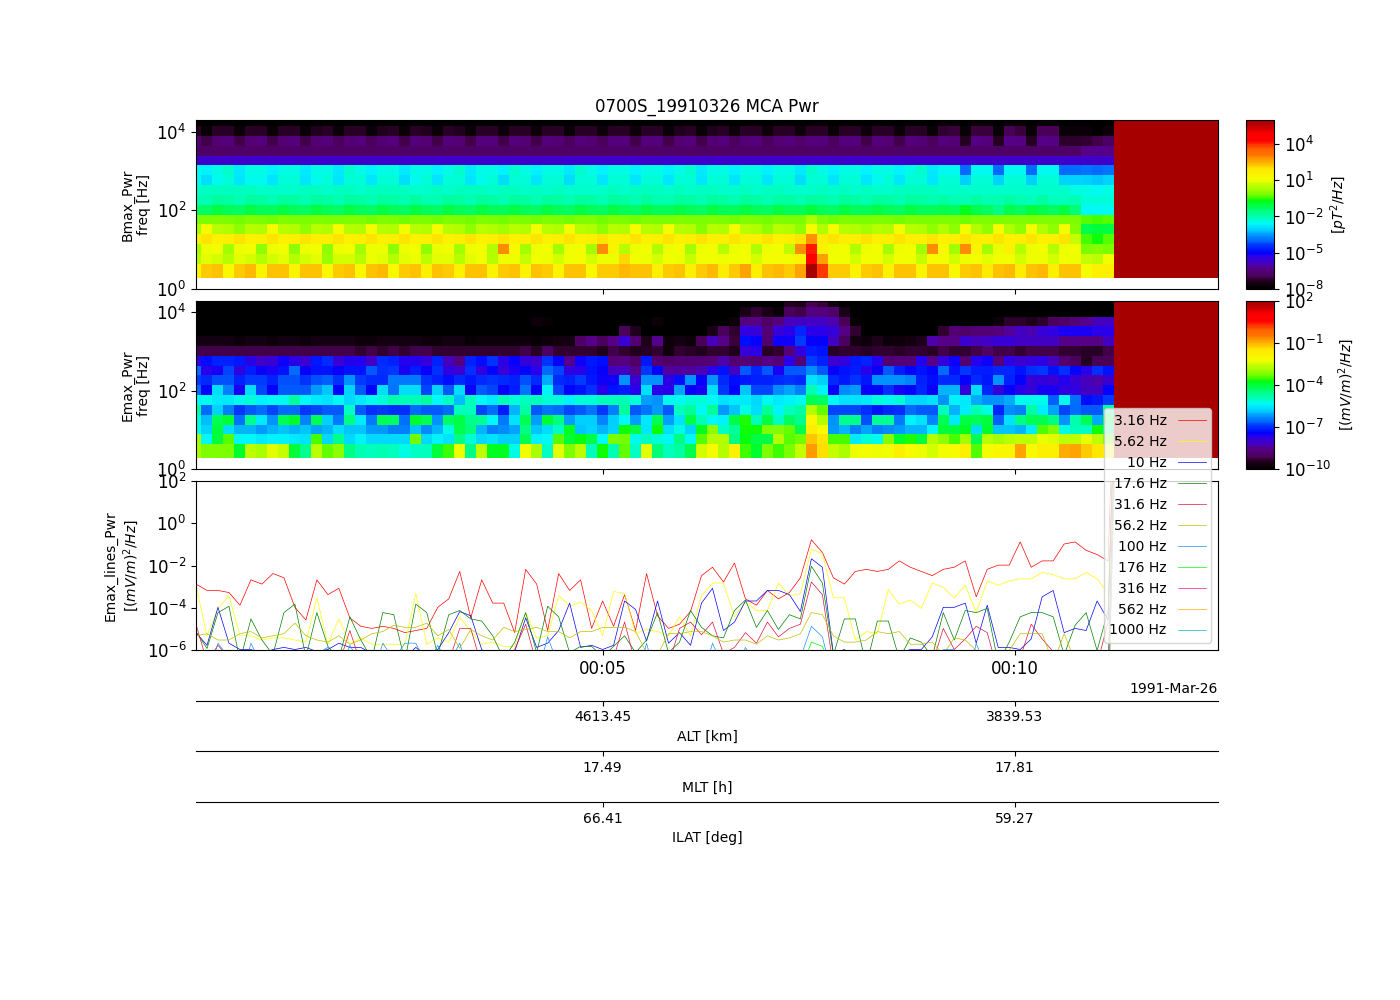 0700S_19910326 MCA Pwr
10^4
10^2
10^0
Bmax_Pwr
freq [Hz]
10^4
10^1
10^-2
10^-5
10^-8
[pT^2/Hz]
10^4
10^2
10^0
Emax_Pwr
freq [Hz]
10^2
10^-1
10^-4
10^-7
10^-10
[(mV/m)^2/Hz]
3.16 Hz
5.62 Hz
10 Hz
17.6 Hz
31.6 Hz
56.2 Hz
100 Hz
176 Hz
316 Hz
562 Hz
1000 Hz
10^2
10^0
10^-2
10^-4
10^-6
Emax_lines_Pwr
[(mV/m)^2/Hz]
00:05 00:10
1991-Mar-26
4613.45 3839.53
ALT [km]
17.49 17.81
MLT [h]
66.41 59.27
ILAT [deg]